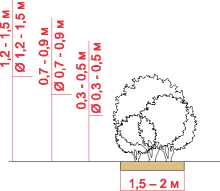 1,2 - 1,5 м
Ø 1,2 - 1,5 м
0,7 - 0,9 м
Ø 0,7 - 0,9 м
0,3 - 0,5 м
Ø 0,3 - 0,5 м
1,5 – 2 м